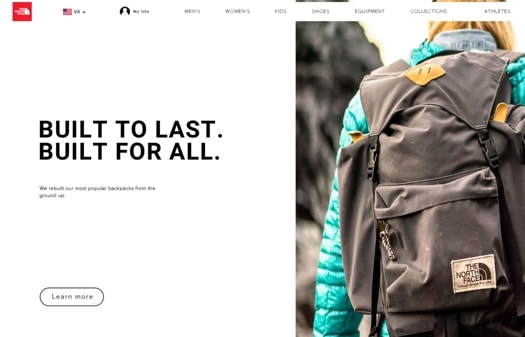 US
My Info
MEN'S
WOMEN'S
KIDS
SHOES
EQUIPMENT
COLLECTIONS
ATHLETES
BUILT TO LAST.
BUILT FOR ALL.
We rebuilt our most popular backpacks from the
ground up.
Learn more
THE
NORTH
FACE